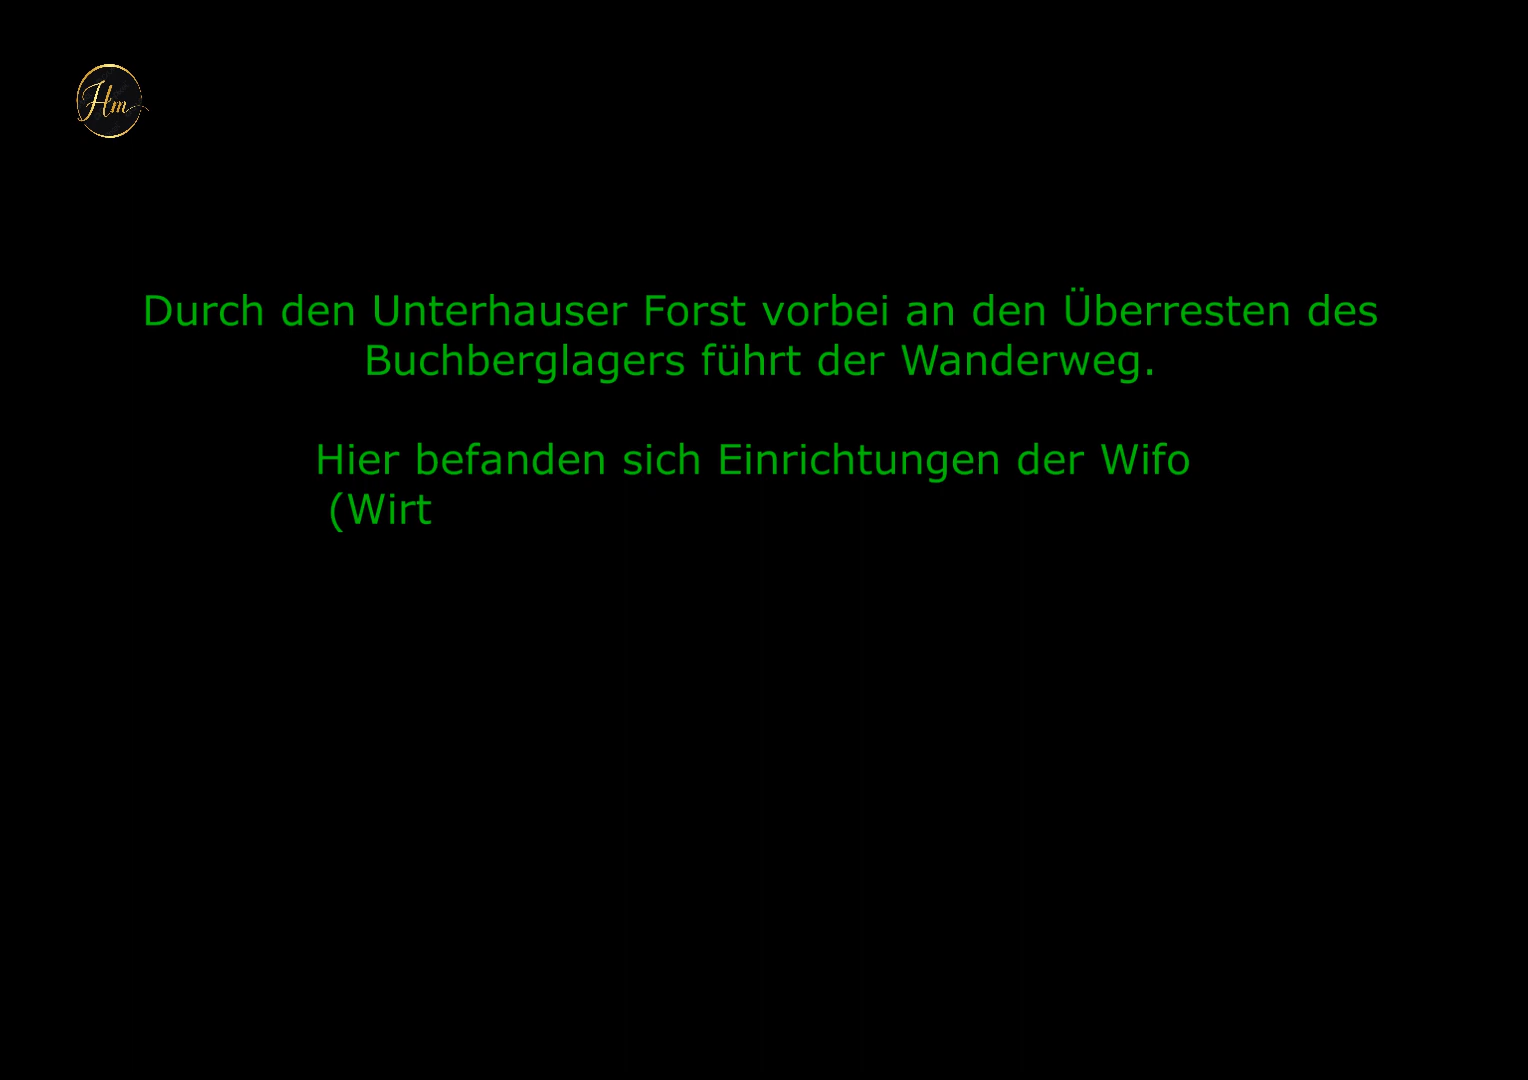 Hm
Durch den Unterhauser Forst vorbei an den Überresten des
Buchberglagers führt der Wanderweg.
Hier befanden sich Einrichtungen der Wifo
(Wirt